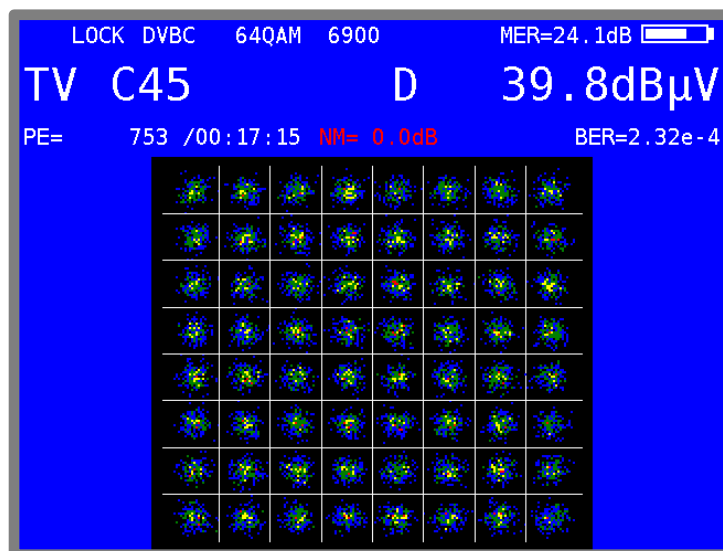 LOCK DVBC 64QAM 6900 MER=24.1dB
TV C45 D 39.8dBµV
PE= 753 /00:17:15 NM= 0.0dB BER=2.32e-4